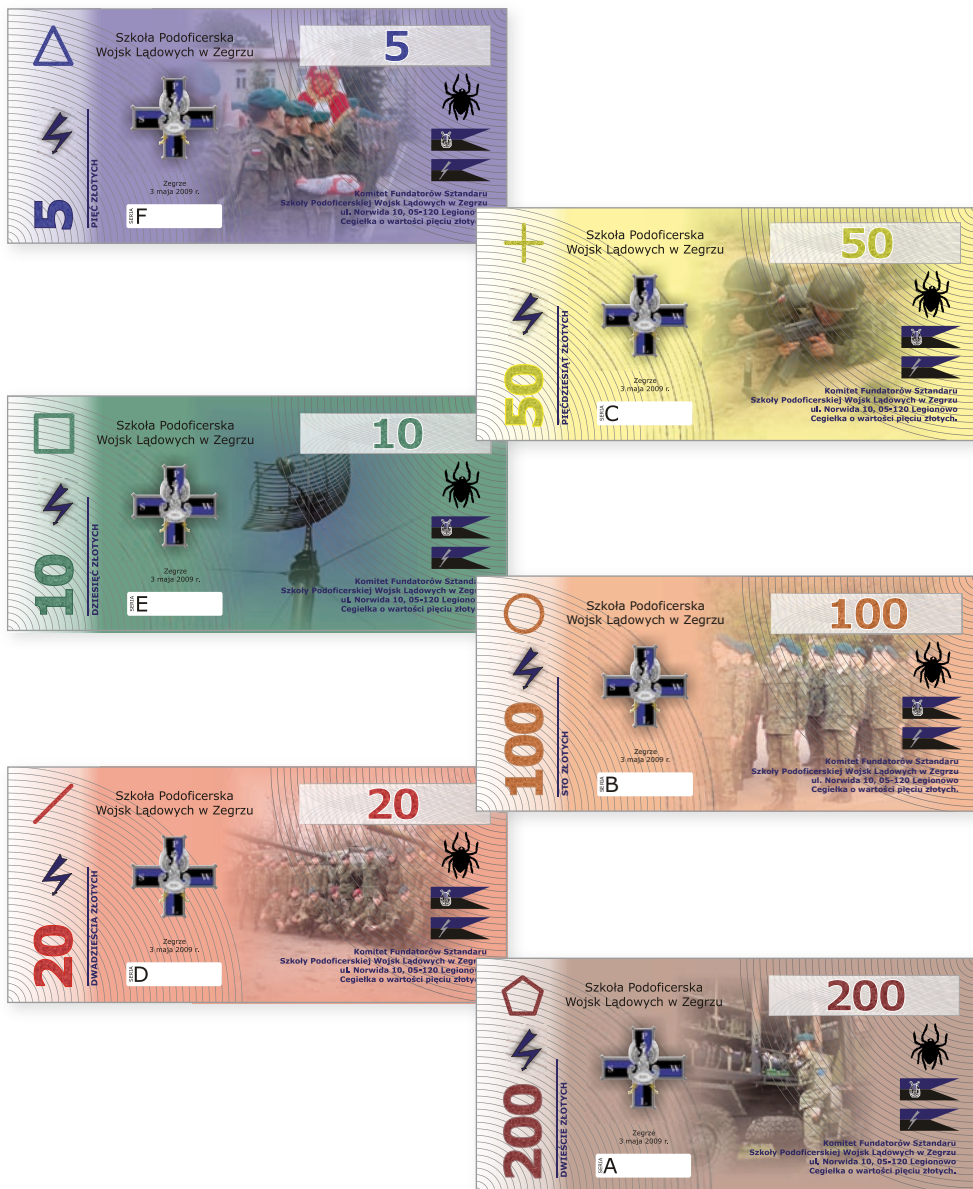 Szkoła Podoficerska
Wojsk Lądowych w Zegrzu
5
P
S W
Ł
Zegrze
3 maja 2009 r.
SERIA F
5
PIĘĆ ZŁOTYCH
Komitet Fundatorów Sztandaru
Szkoły Podoficerskiej Wojsk Lądowych w Zegrzu
ul. Norwida 10, 05-120 Legionowo
Cegiełka o wartości pięciu złotyc
Szkoła Podoficerska
Wojsk Lądowych w Zegrzu
50
P
S W
L
Zegrze
3 maja 2009 r.
SERIA C
50
PIĘĆDZIESIĄT ZŁOTYCH
Komitet Fundatorów Sztandaru
Szkoły Podoficerskiej Wojsk Lądowych w Zegrzu
ul. Norwida 10, 05-120 Legionowo
Cegiełka o wartości pięciu złotych.
Szkoła Podoficerska
Wojsk Lądowych w Zegrzu
10
P
S W
L
Zegrze
3 maja 2009 r.
SERIA E
10
DZIESIĘĆ ZŁOTYCH
Komitet Fundatorów Sztanda
Szkoły Podoficerskiej Wojsk Lądowych w Zegr
ul. Norwida 10, 05-120 Legiono
Cegiełka o wartości pięciu złoty
Szkoła Podoficerska
Wojsk Lądowych w Zegrzu
100
P
S W
L
Zegrze
3 maja 2009 r.
SERIA B
100
STO ZŁOTYCH
Komitet Fundatorów Sztandaru
Szkoły Podoficerskiej Wojsk Lądowych w Zegrzu
ul. Norwida 10, 05-120 Legionowo
Cegiełka o wartości pięciu złotych.
Szkoła Podoficerska
Wojsk Lądowych w Zegrzu
20
P
S W
L
Zegrze
3 maja 2009 r.
SERIA D
20
DWADZIEŚCIA ZŁOTYCH
Komitet Fundatorów Sztandaru
Szkoły Podoficerskiej Wojsk Lądowych w Zegr
ul. Norwida 10, 05-120 Legiono
Cegiełka o wartości pięciu złoty
Szkoła Podoficerska
Wojsk Lądowych w Zegrzu
200
P
S W
L
Zegrze
3 maja 2009 r.
SERIA A
200
DWIEŚCIE ZŁOTYCH
Komitet Fundatorów Sztandaru
Szkoły Podoficerskiej Wojsk Lądowych w Zegrzu
ul. Norwida 10, 05-120 Legionowo
Cegiełka o wartości pięciu złotych.